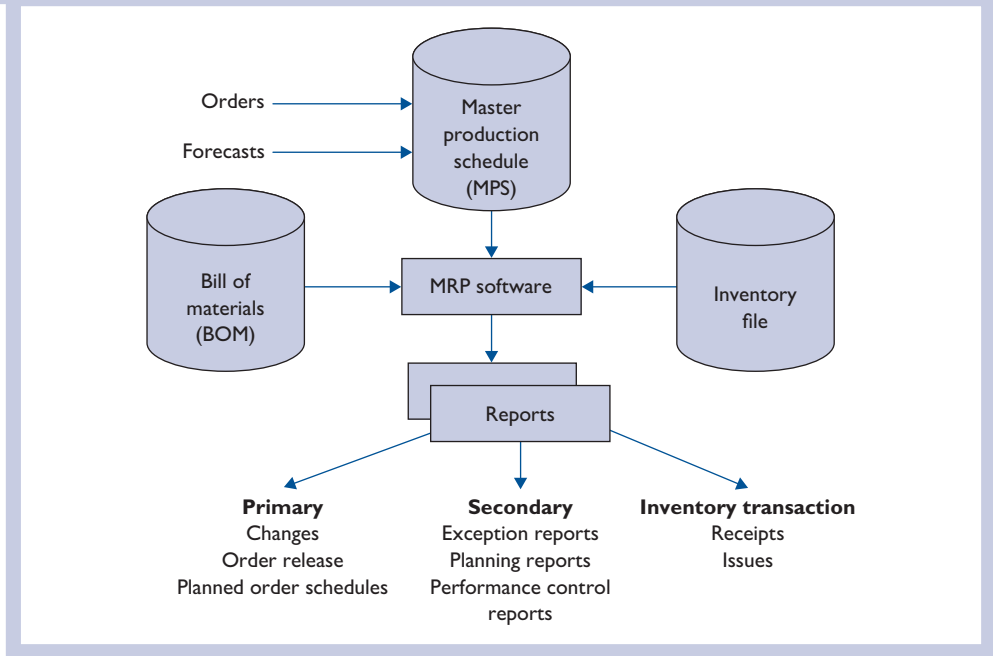 Orders
Forecasts
Master
production
schedule
(MPS)
Bill of
materials
(BOM)
MRP software
Inventory
file
Reports
Primary
Changes
Order release
Planned order schedules
Secondary
Exception reports
Planning reports
Performance control
reports
Inventory transaction
Receipts
Issues